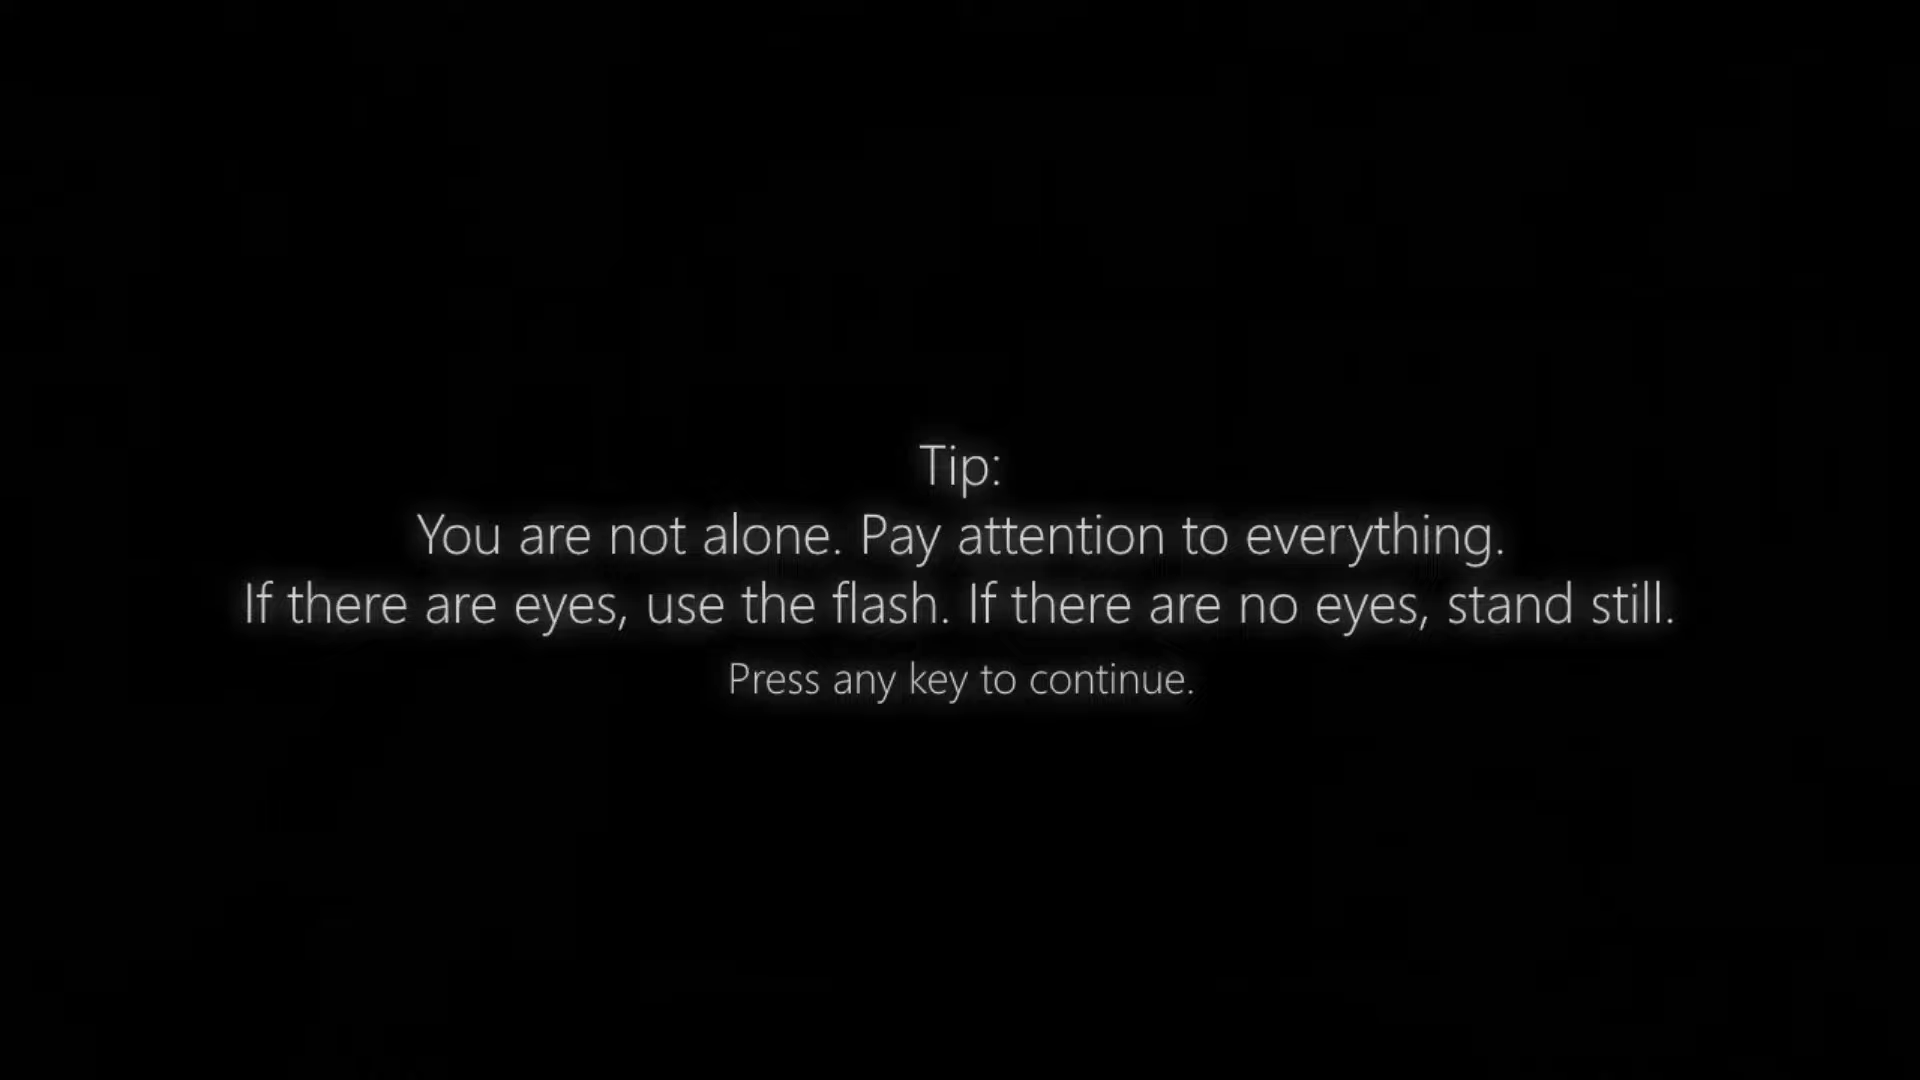 Tip:
You are not alone. Pay attention to everything.
If there are eyes, use the flash. If there are no eyes, stand still.
Press any key to continue.